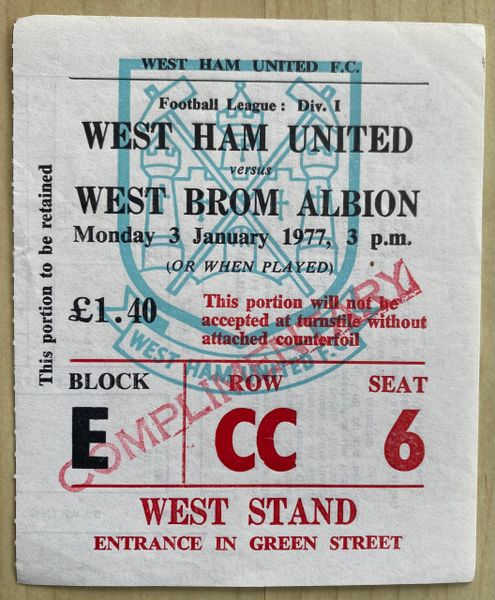 WEST HAM UNITED F.C.
Football League: Div. I
WEST HAM UNITED
versus
WEST BROM ALBION
Monday 3 January 1977, 3 p.m.
(OR WHEN PLAYED)
This portion to be retained
£1.40
This portion will not be
accepted at turnstile without
attached counterfoil
WEST HAM UNITED F.C.
COMPLIMENTARY
BLOCK ROW SEAT
E CC 6
WEST STAND
ENTRANCE IN GREEN STREET